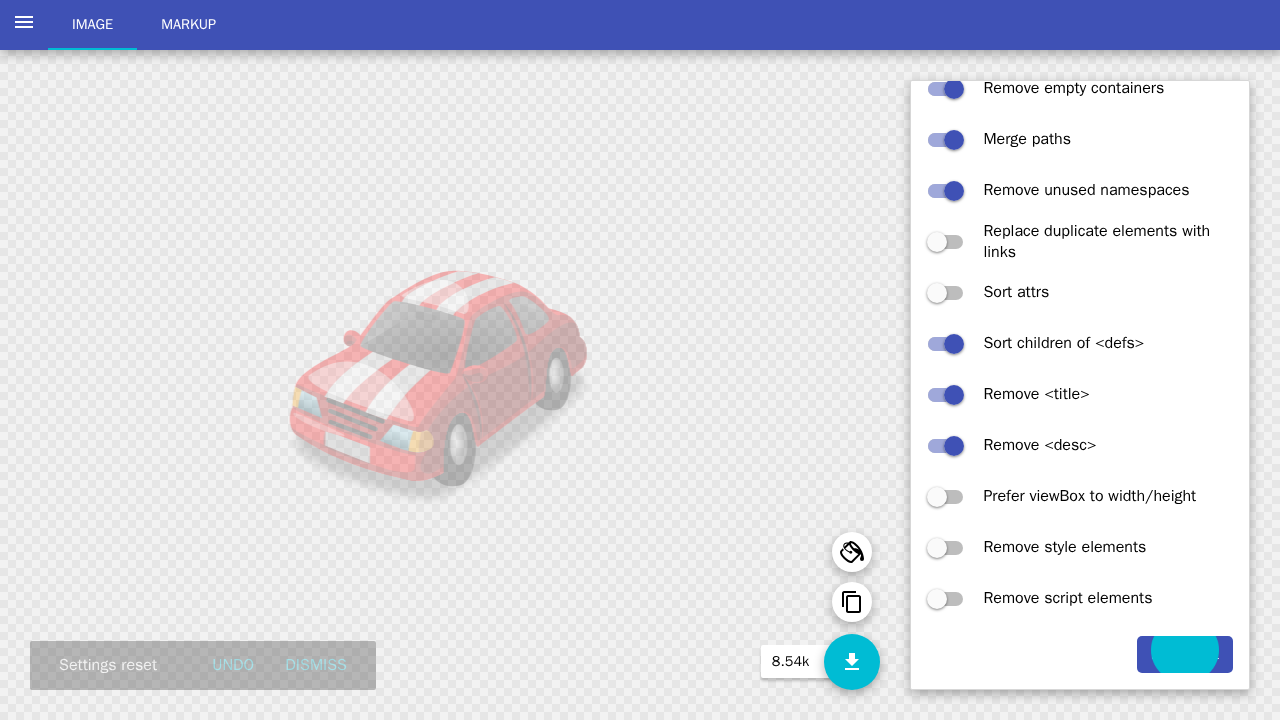 IMAGE
MARKUP
Remove empty containers
Merge paths
Remove unused namespaces
Replace duplicate elements with
links
Sort attrs
Sort children of <defs>
Remove <title>
Remove <desc>
Prefer viewBox to width/height
Remove style elements
Remove script elements
Settings reset
UNDO
DISMISS
8.54k